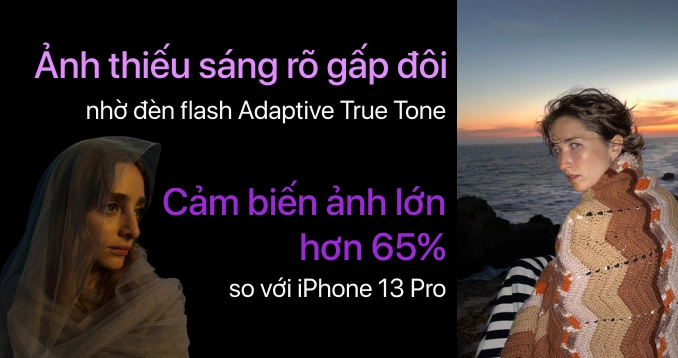 Ảnh thiếu sáng rõ gấp đôi
nhờ đèn flash Adaptive True Tone
Cảm biến ảnh lớn
hơn 65%
so với iPhone 13 Pro